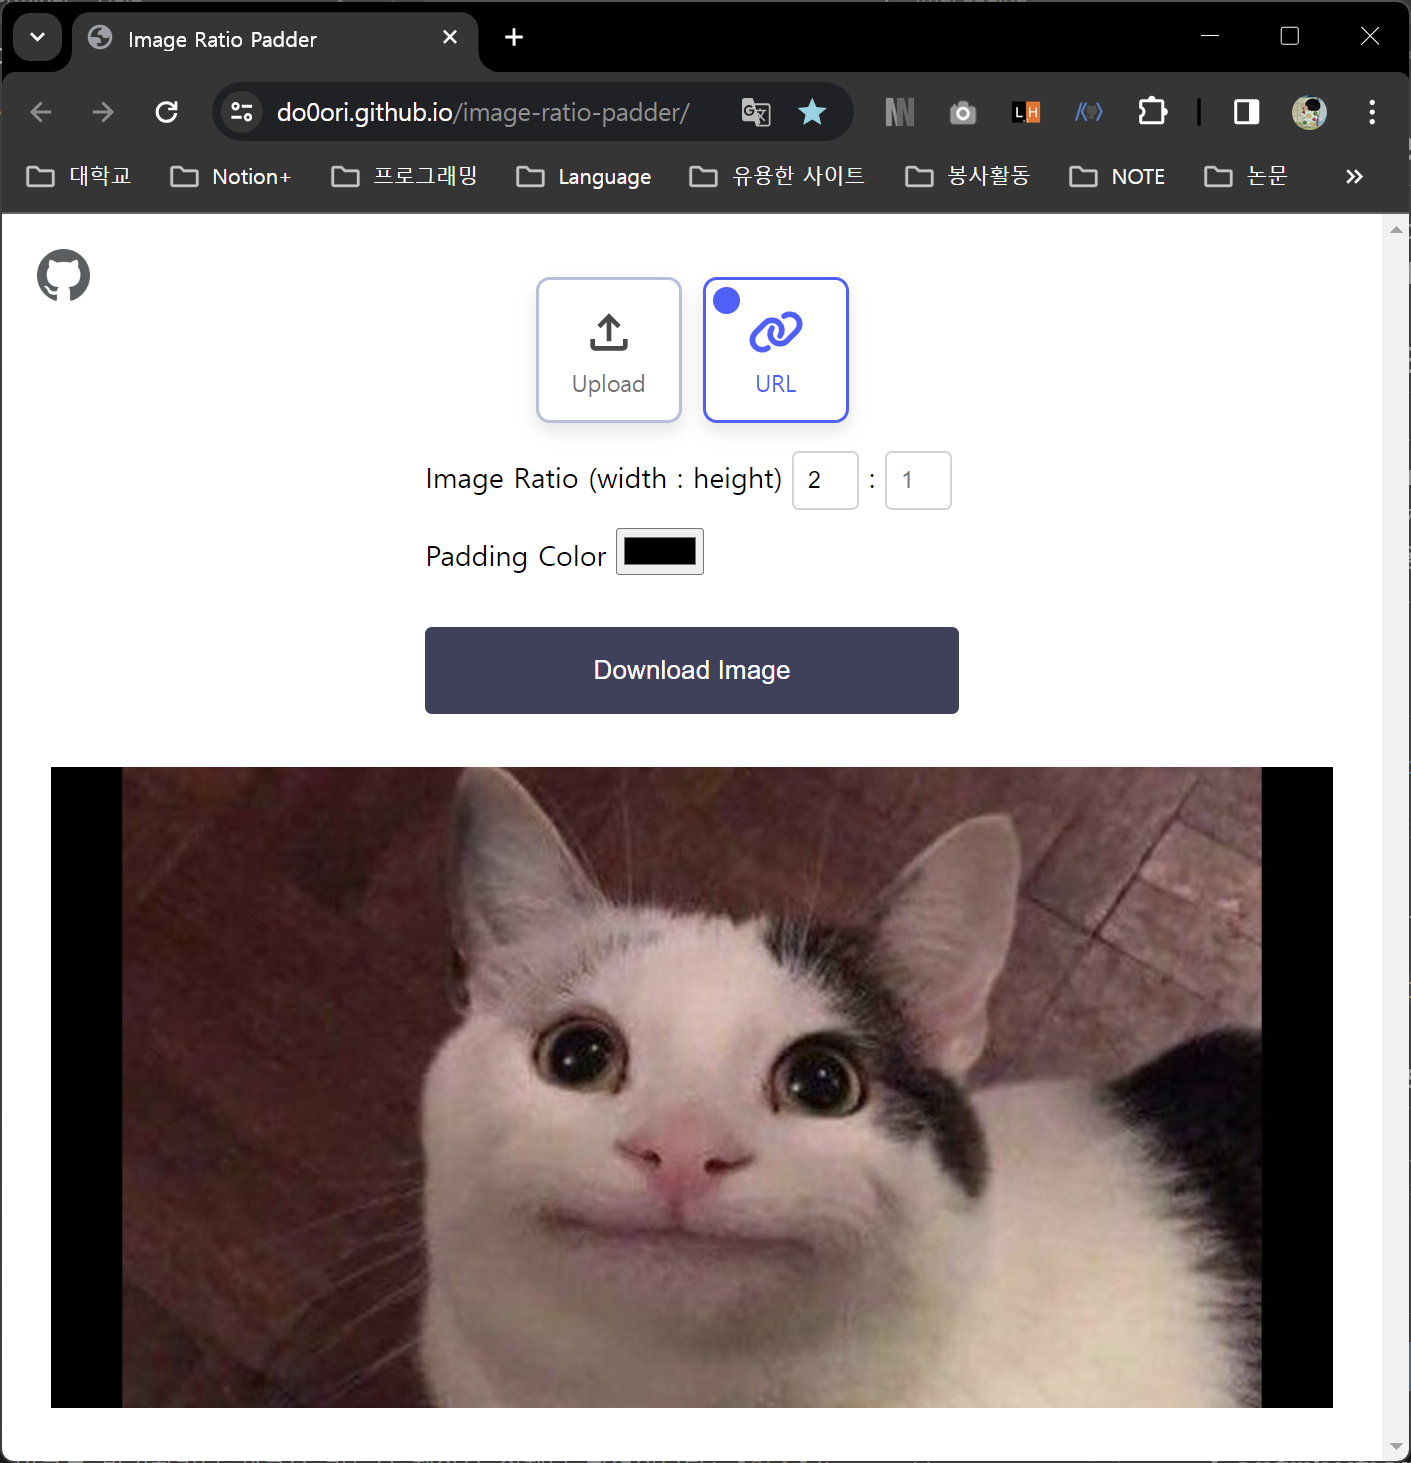 Image Ratio Padder
do0ori.github.io/image-ratio-padder/
L H
대학교 Notion+ 프로그래밍 Language 유용한 사이트 봉사활동 NOTE 논문
Upload
URL
Image Ratio (width : height) 2 : 1
Padding Color
Download Image